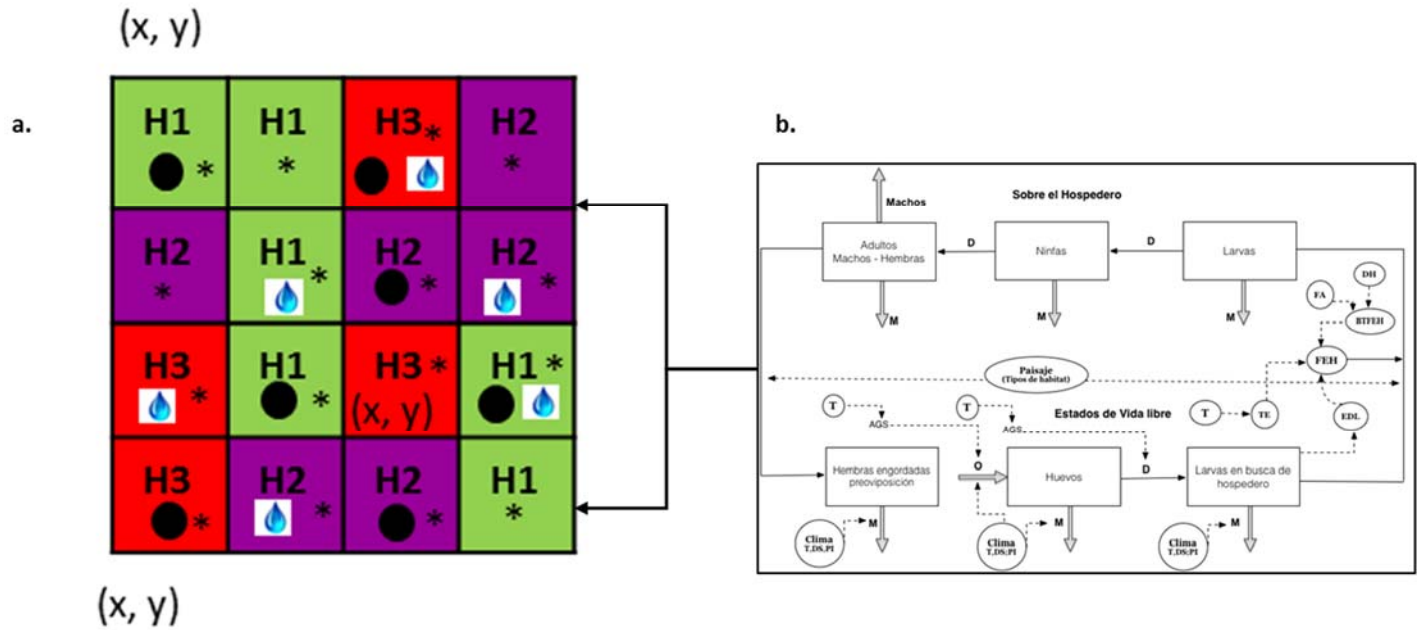 (x, y)
a.
H1 H1 H3* H2
* * *
H2 H1* H2 H2
* * *
H3 H1 H3* H1*
* * (x, y)
H3 H2 H2 H1
* * * *
(x, y)
b.
Sobre el Hospedero
Machos
Adultos
Machos - Hembras
D
Ninfas
D
Larvas
M
M
M
DH
FA
BTFEH
FEH
Paisaje
(Tipos de habitat)
Estados de Vida libre
T
AGS
T
AGS
T
TE
EDL
Hembras engordadas
preoviposición
O
Huevos
D
Larvas en busca de
hospedero
M
M
M
Clima
T,DS,PI
Clima
T,DS;PI
Clima
T,DS;PI